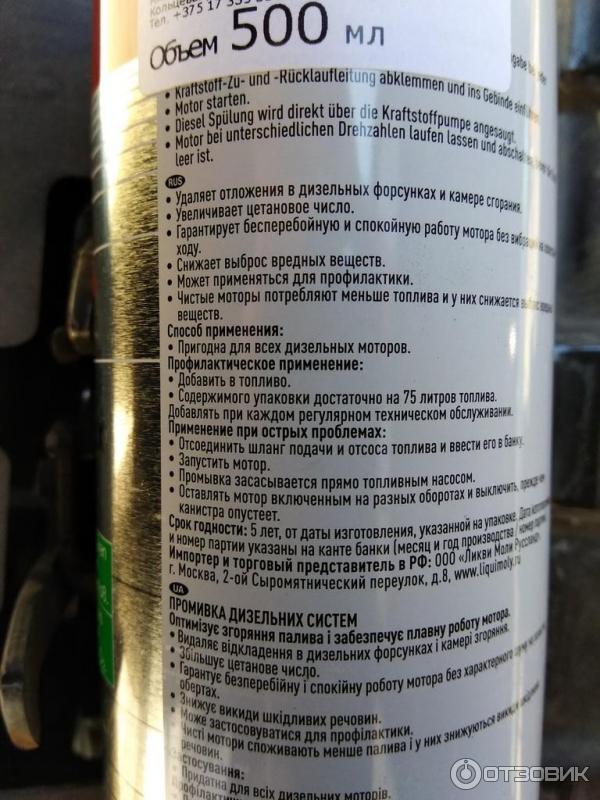 Тел. +375 17 33
Объем 500 мл
• Kraftstoff-Zu- und -Rücklaufleitung abklemmen und ins Gebinde
• Motor starten.
• Diesel Spülung wird direkt über die Kraftstoffpumpe angesaugt.
• Motor bei unterschiedlichen Drehzahlen laufen lassen und
leer ist.
RUS
• Удаляет отложения в дизельных форсунках и камере сгорания.
• Увеличивает цетановое число.
• Гарантирует бесперебойную и спокойную работу мотора без
ходу.
• Снижает выброс вредных веществ.
• Может применяться для профилактики.
• Чистые моторы потребляют меньше топлива и у них снижается
веществ.
Способ применения:
• Пригодна для всех дизельных моторов.
Профилактическое применение:
• Добавить в топливо.
• Содержимого упаковки достаточно на 75 литров топлива.
Добавлять при каждом регулярном техническом обслуживании.
Применение при острых проблемах:
• Отсоединить шланг подачи и отсоса топлива и ввести его в банку.
• Запустить мотор.
• Промывка засасывается прямо топливным насосом.
• Оставлять мотор включенным на разных оборотах и выключить, прежде чем
канистра опустеет.
Срок годности: 5 лет, от даты изготовления, указанной на упаковке. Дата
и номер партии указаны на канте банки (месяц и год производства / номер партии
Импортер и торговый представитель в РФ: ООО «Ликви Моли Руссланд»
г. Москва, 2-ой Сыромятнический переулок, д.8, www.liquimoly.ru
UA
ПРОМИВКА ДИЗЕЛЬНИХ СИСТЕМ
Оптимізує згоряння палива і забезпечує плавну роботу мотора.
• Видаляє відкладення в дизельних форсунках і камері згоряння.
• Збільшує цетанове число.
• Гарантує безперебійну і спокійну роботу мотора без характерного
обертах.
• Знижує викиди шкідливих речовин.
• Може застосовуватися для профілактики.
• Чисті мотори споживають менше палива і у них знижуються викиди
речовин.
Застосування:
• Придатна для всіх дизельних моторів.
ОТЗОВИК